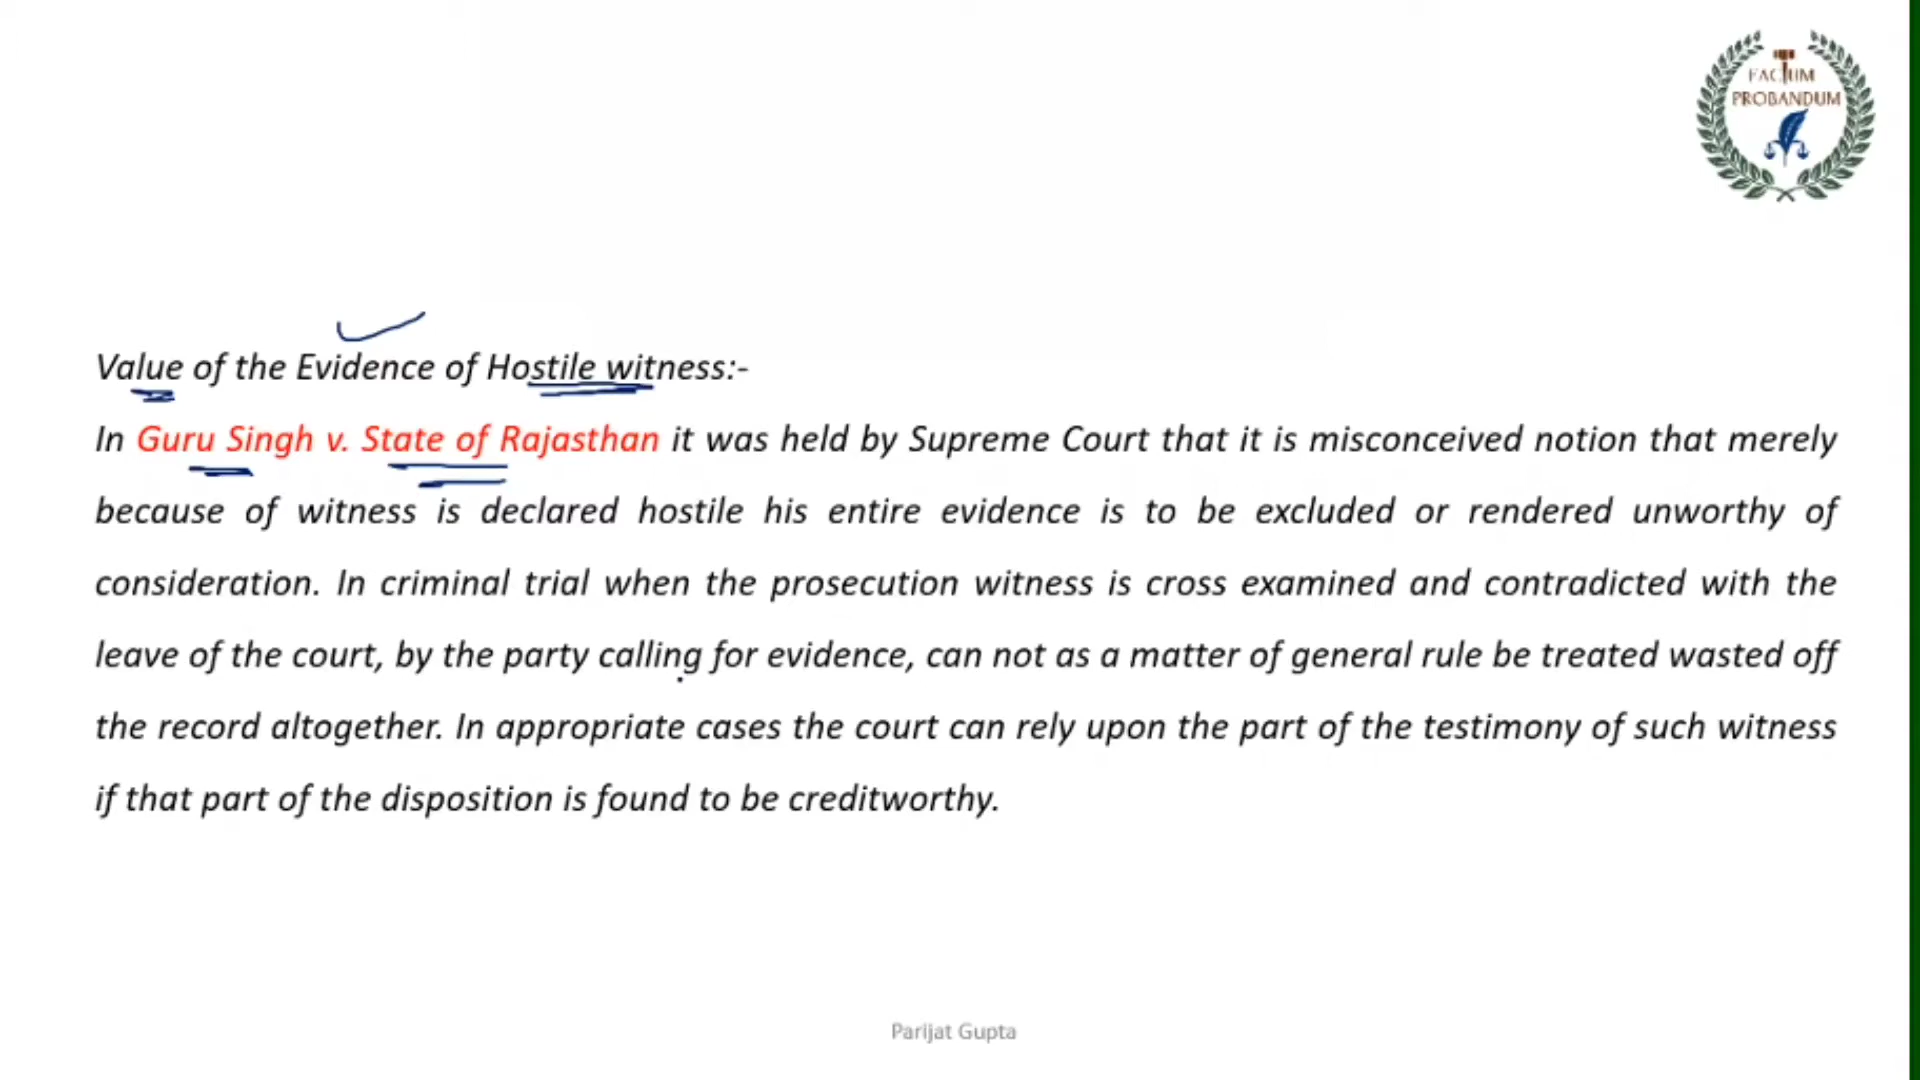 FACTUM
PROBANDUM
Value of the Evidence of Hostile witness:-
In Guru Singh v. State of Rajasthan it was held by Supreme Court that it is misconceived notion that merely
because of witness is declared hostile his entire evidence is to be excluded or rendered unworthy of
consideration. In criminal trial when the prosecution witness is cross examined and contradicted with the
leave of the court, by the party calling for evidence, can not as a matter of general rule be treated wasted off
the record altogether. In appropriate cases the court can rely upon the part of the testimony of such witness
if that part of the disposition is found to be creditworthy.
Parijat Gupta